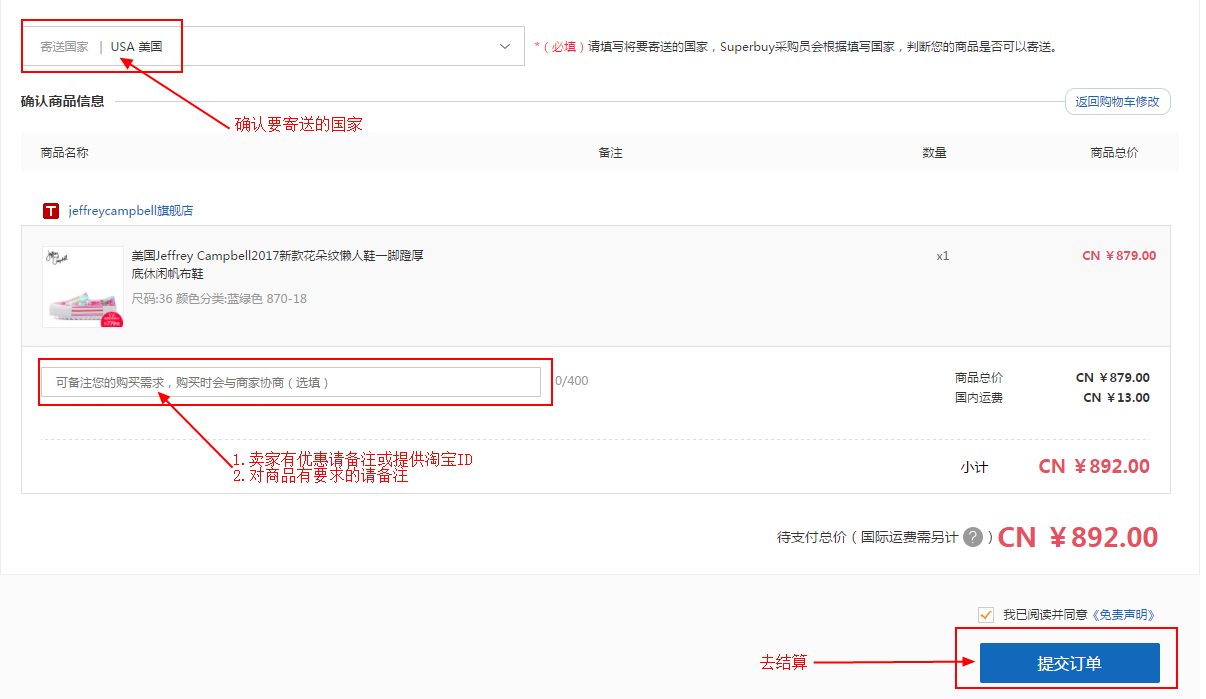 寄送国家 | USA 美国
*（必填）请填写将要寄送的国家，Superbuy采购员会根据填写国家，判断您的商品是否可以寄送。
确认商品信息
返回购物车修改
确认要寄送的国家
商品名称 备注 数量 商品总价
T jeffreycampbell旗舰店
美国Jeffrey Campbell2017新款花朵纹懒人鞋一脚蹬厚
底休闲帆布鞋
尺码:36 颜色分类:蓝绿色 870-18
x1
CN ￥879.00
可备注您的购买需求，购买时会与商家协商（选填）
0/400
商品总价 CN ￥879.00
国内运费 CN ￥13.00
1. 卖家有优惠请备注或提供淘宝ID
2. 对商品有要求的请备注
小计 CN ￥892.00
待支付总价（国际运费需另计 ? ）CN ￥892.00
我已阅读并同意《免责声明》
去结算
提交订单